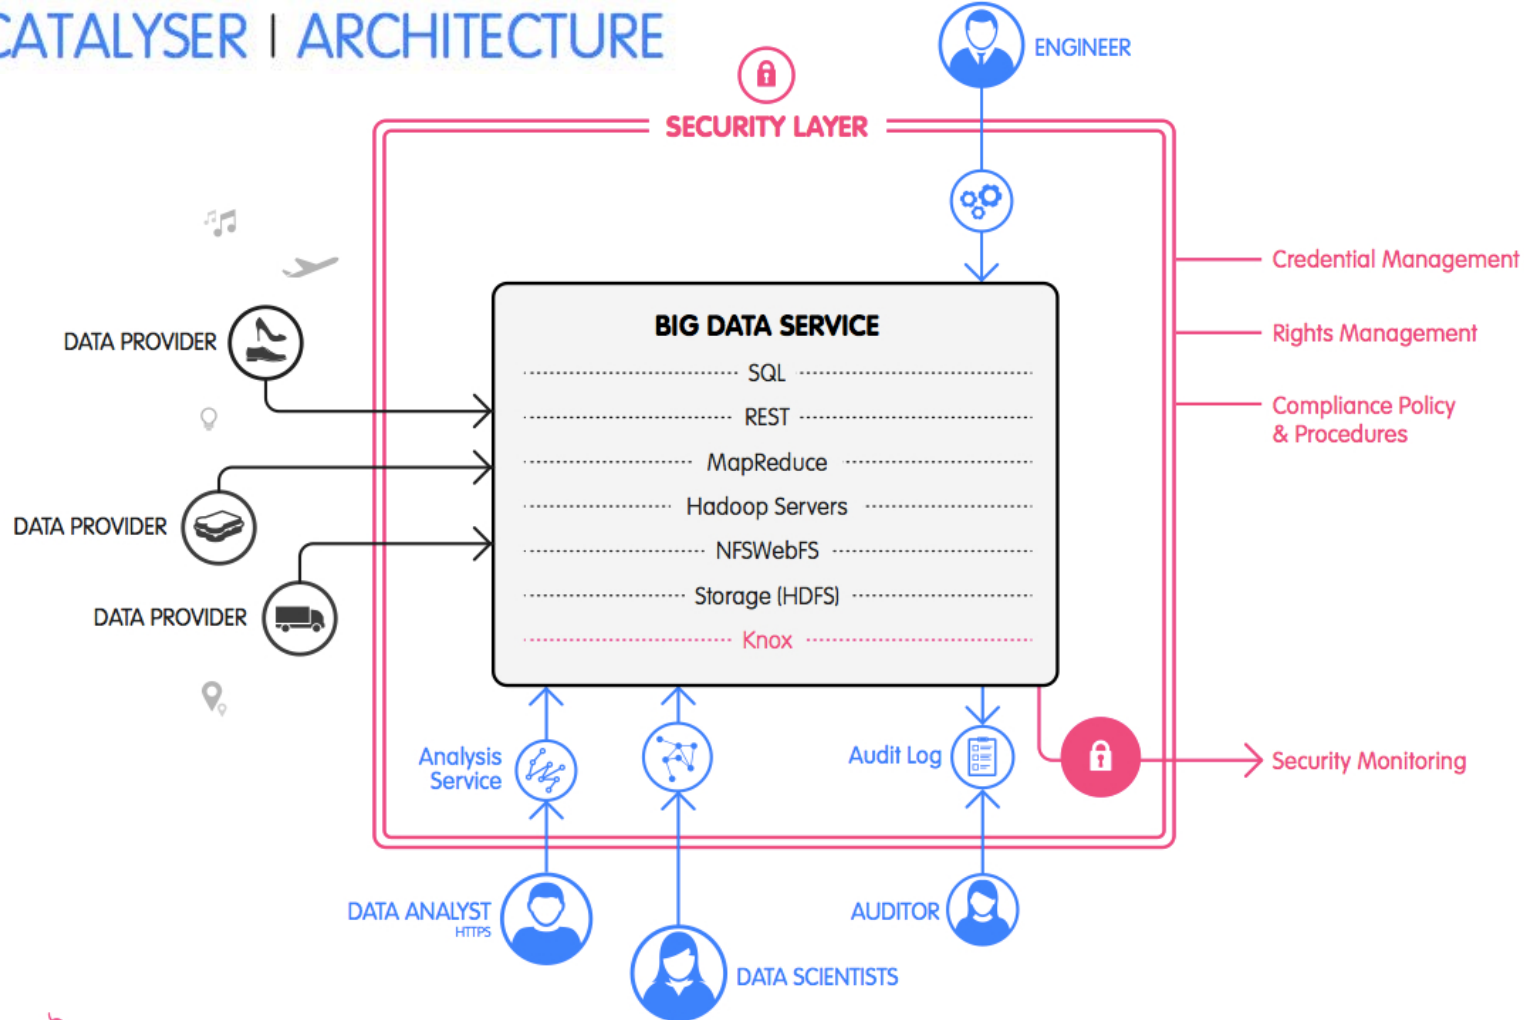 CATALYSER | ARCHITECTURE
ENGINEER
SECURITY LAYER
Credential Management
Rights Management
Compliance Policy
& Procedures
DATA PROVIDER
DATA PROVIDER
DATA PROVIDER
BIG DATA SERVICE
SQL
REST
MapReduce
Hadoop Servers
NFSWebFS
Storage (HDFS)
Knox
Analysis
Service
Audit Log
Security Monitoring
DATA ANALYST
HTTPS
AUDITOR
DATA SCIENTISTS